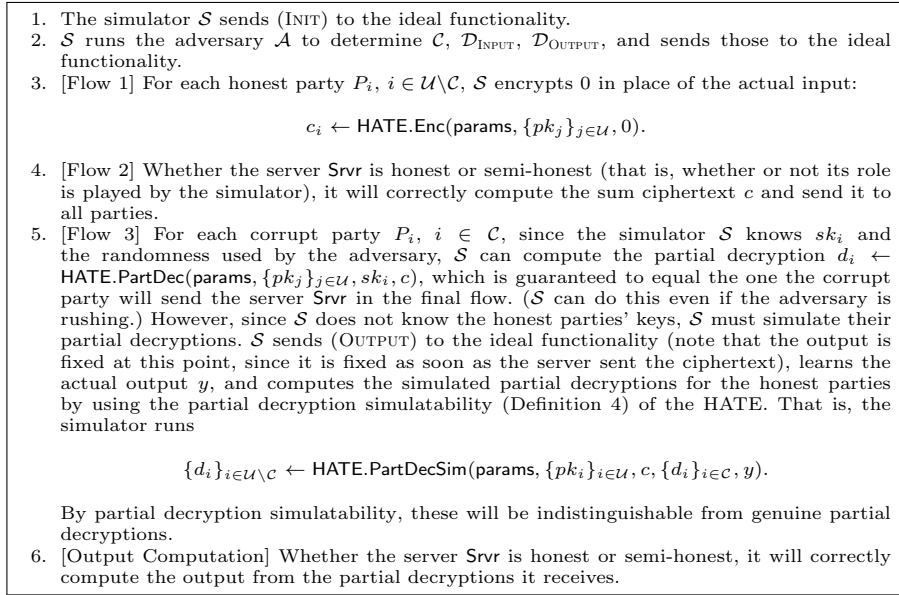 1. The simulator S sends (INIT) to the ideal functionality.
2. S runs the adversary A to determine C, D_INPUT, D_OUTPUT, and sends those to the ideal
functionality.
3. [Flow 1] For each honest party P_i, i ∈ U\C, S encrypts 0 in place of the actual input:
c_i ← HATE.Enc(params, {pk_j}_{j∈U}, 0).
4. [Flow 2] Whether the server Srvr is honest or semi-honest (that is, whether or not its role
is played by the simulator), it will correctly compute the sum ciphertext c and send it to
all parties.
5. [Flow 3] For each corrupt party P_i, i ∈ C, since the simulator S knows sk_i and
the randomness used by the adversary, S can compute the partial decryption d_i ←
HATE.PartDec(params, {pk_j}_{j∈U}, sk_i, c), which is guaranteed to equal the one the corrupt
party will send the server Srvr in the final flow. (S can do this even if the adversary is
rushing.) However, since S does not know the honest parties' keys, S must simulate their
partial decryptions. S sends (OUTPUT) to the ideal functionality (note that the output is
fixed at this point, since it is fixed as soon as the server sent the ciphertext), learns the
actual output y, and computes the simulated partial decryptions for the honest parties
by using the partial decryption simulatability (Definition 4) of the HATE. That is, the
simulator runs
{d_i}_{i∈U\C} ← HATE.PartDecSim(params, {pk_i}_{i∈U}, c, {d_i}_{i∈C}, y).
By partial decryption simulatability, these will be indistinguishable from genuine partial
decryptions.
6. [Output Computation] Whether the server Srvr is honest or semi-honest, it will correctly
compute the output from the partial decryptions it receives.